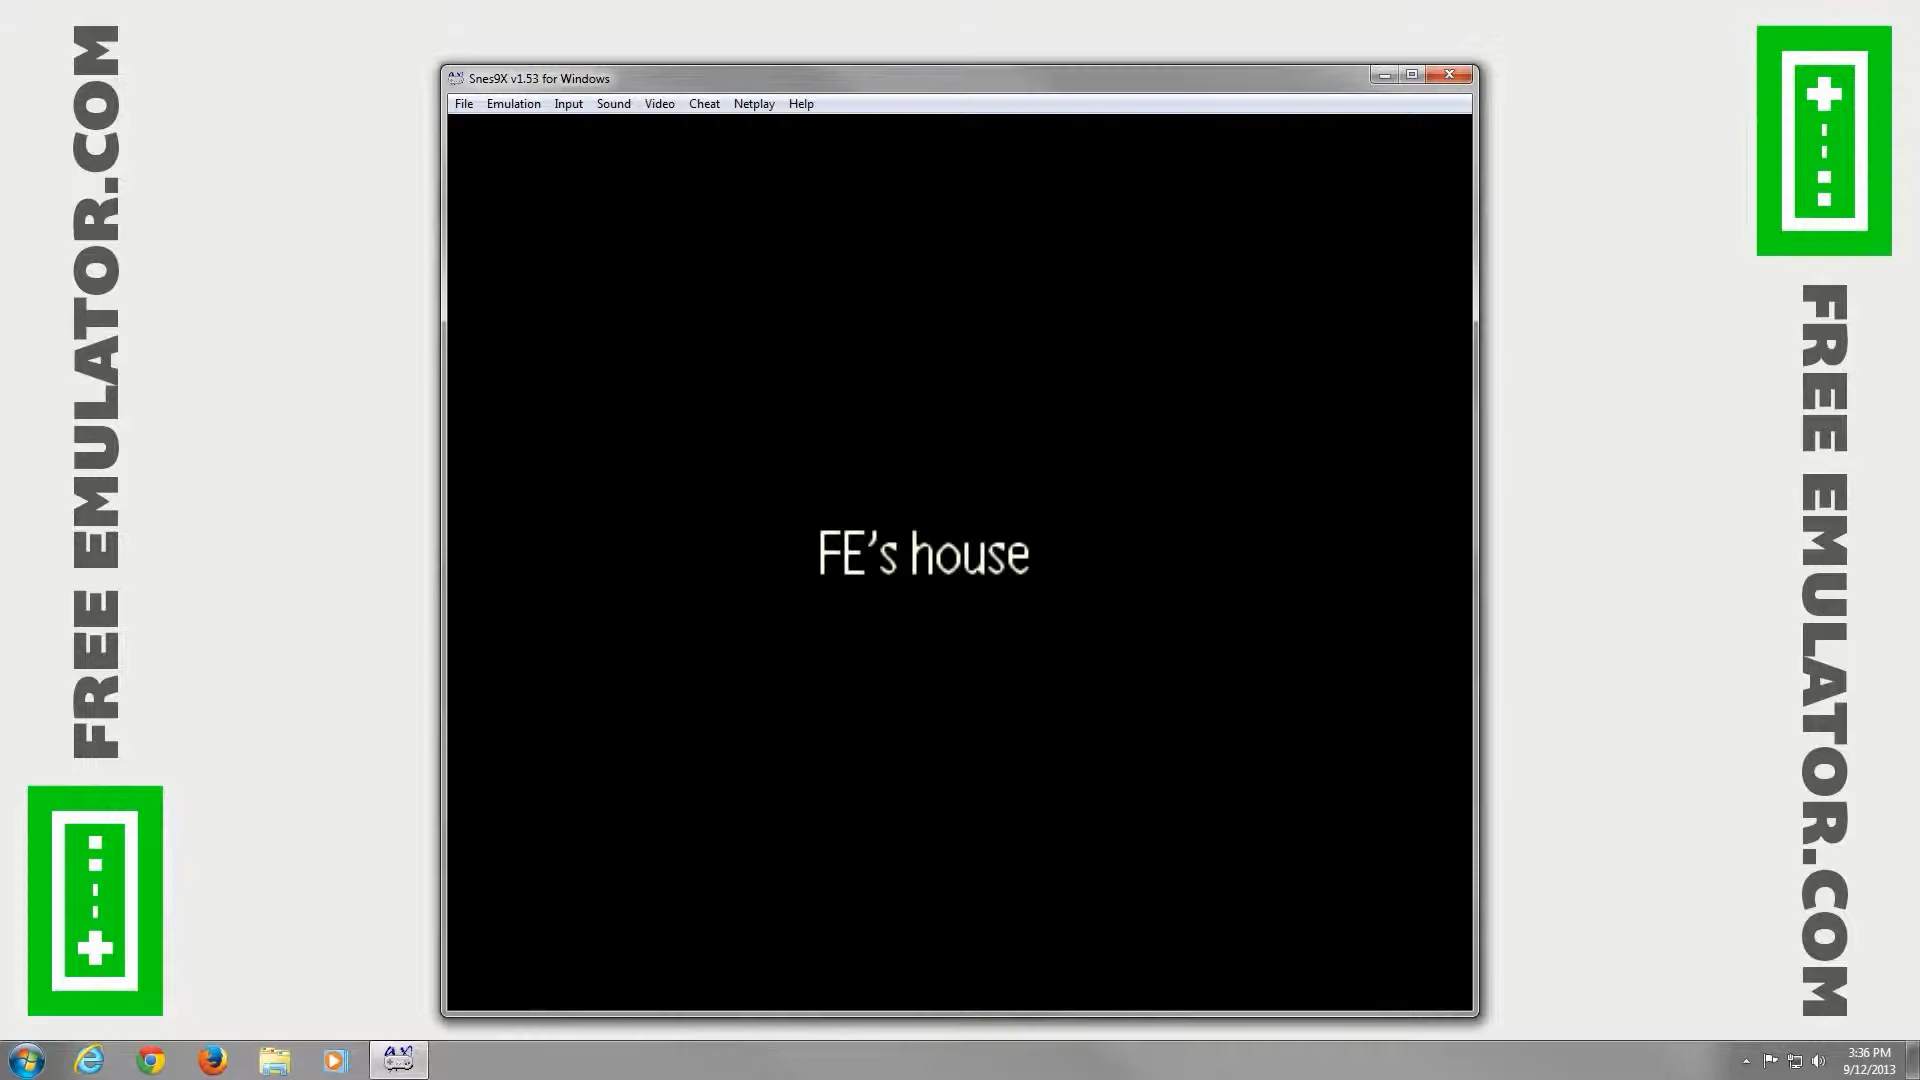 FREE EMULATOR.COM
Snes9X v1.53 for Windows
File Emulation Input Sound Video Cheat Netplay Help
FE's house
FREE EMULATOR.COM
3:36 PM
9/12/2013